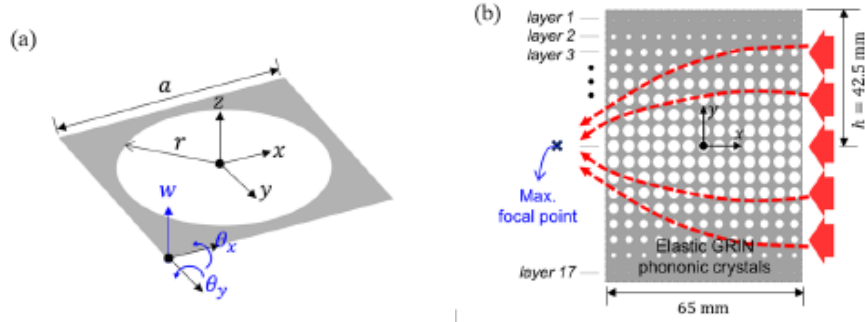 (a)
a
z
r
x
y
w
θx
θy
(b)
layer 1
layer 2
layer 3
y
x
Max.
focal point
Elastic GRIN
phononic crystals
layer 17
65 mm
h = 42.5 mm